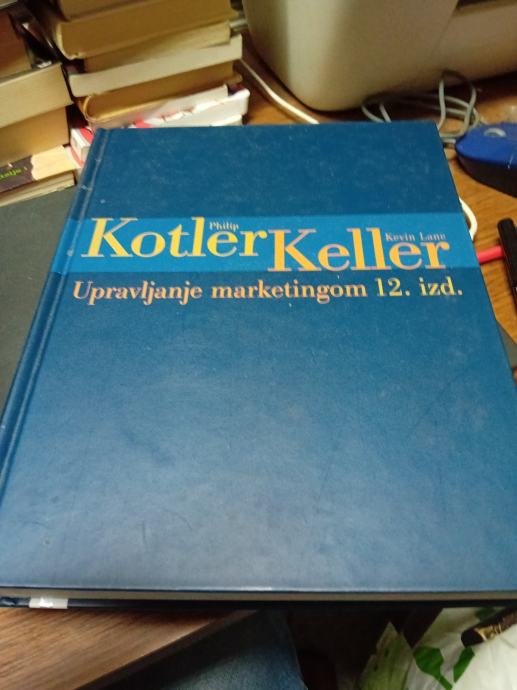 Philip
Kotler
Kevin Lane
Keller
Upravljanje marketingom 12. izd.